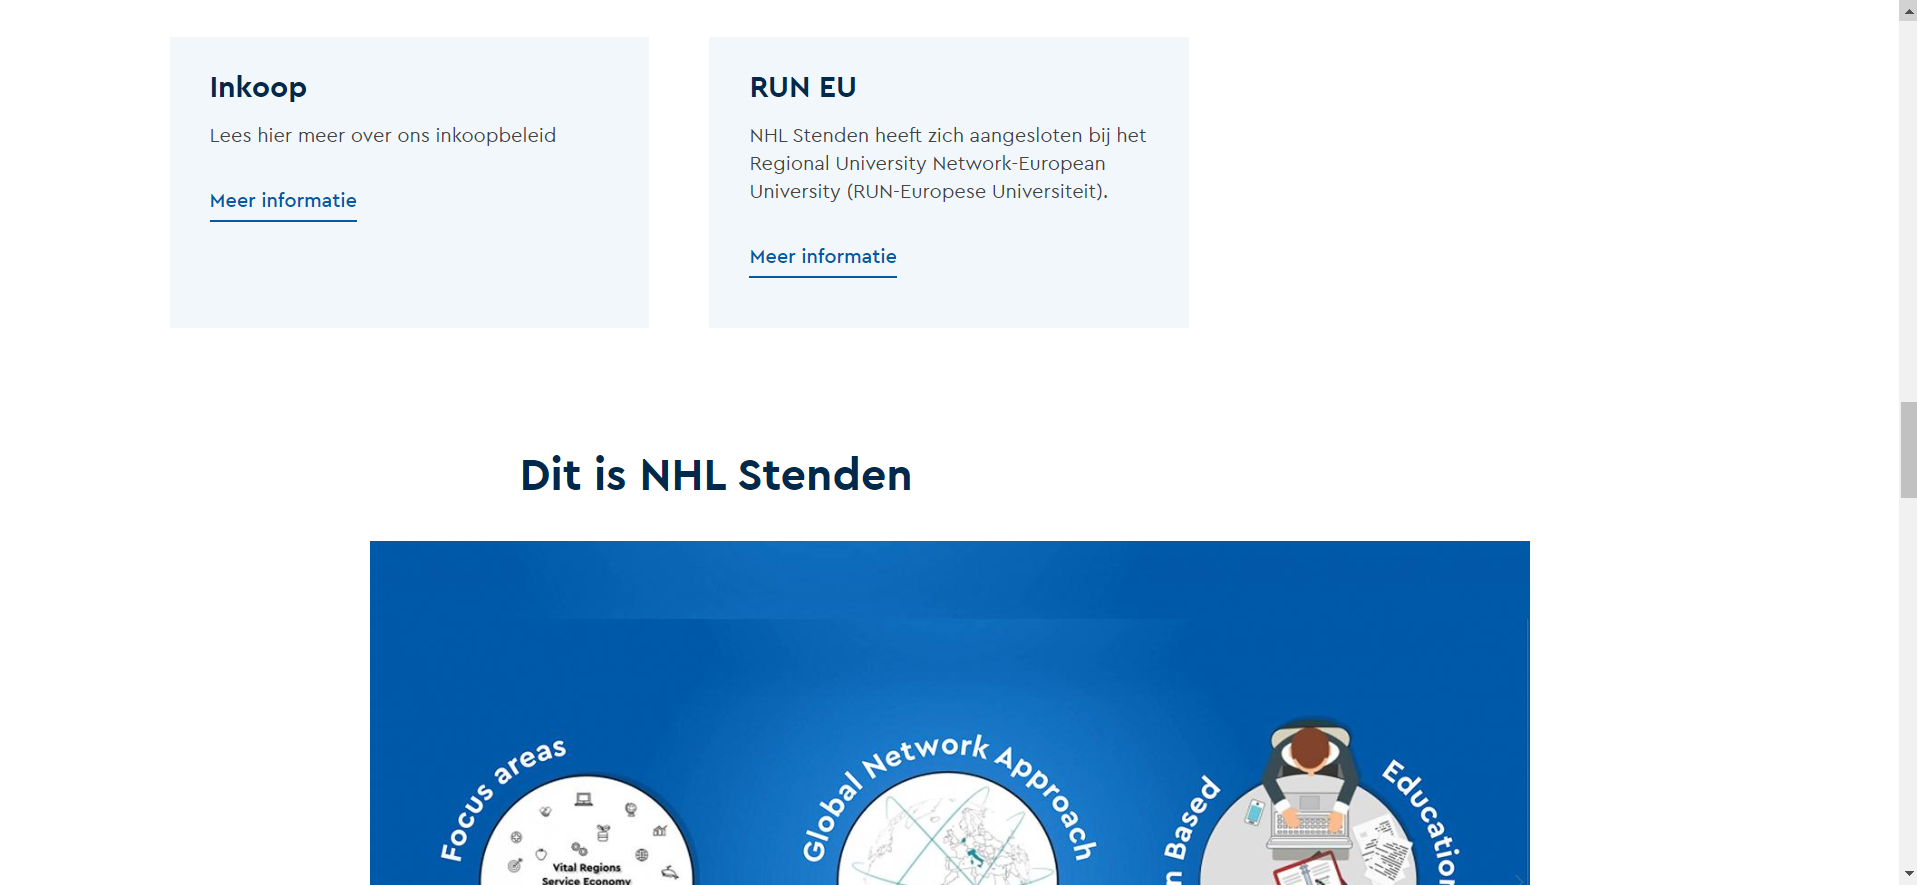 Inkoop
Lees hier meer over ons inkoopbeleid
Meer informatie
RUN EU
NHL Stenden heeft zich aangesloten bij het
Regional University Network-European
University (RUN-Europese Universiteit).
Meer informatie
Dit is NHL Stenden
Focus areas
Vital Regions
Service Economy
Global Network Approach
Based
Education